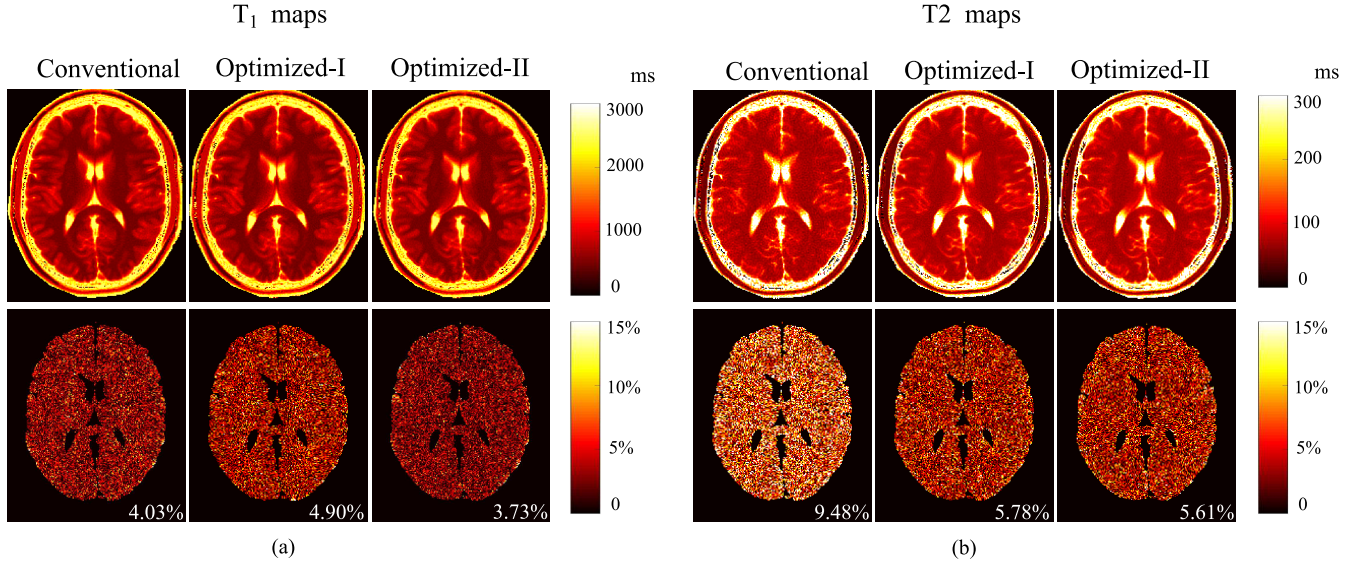 T₁ maps
T2 maps
Conventional Optimized-I Optimized-II
ms
Conventional Optimized-I Optimized-II
ms
3000
2000
1000
0
300
200
100
0
15%
10%
5%
0
15%
10%
5%
0
4.03% 4.90% 3.73%
9.48% 5.78% 5.61%
(a)
(b)